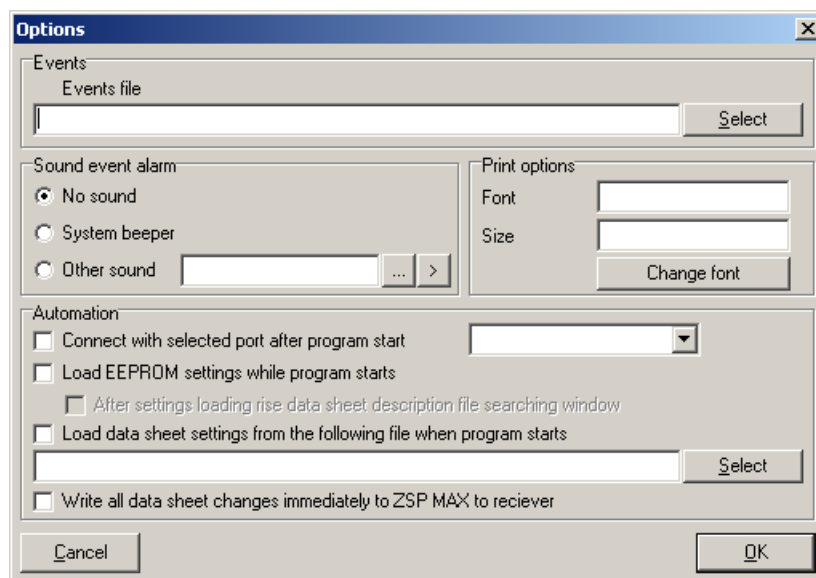 Options
Events
Events file
Select
Sound event alarm
No sound
System beeper
Other sound ... >
Print options
Font
Size
Change font
Automation
Connect with selected port after program start
Load EEPROM settings while program starts
After settings loading rise data sheet description file searching window
Load data sheet settings from the following file when program starts
Select
Write all data sheet changes immediately to ZSP MAX to reciever
Cancel OK